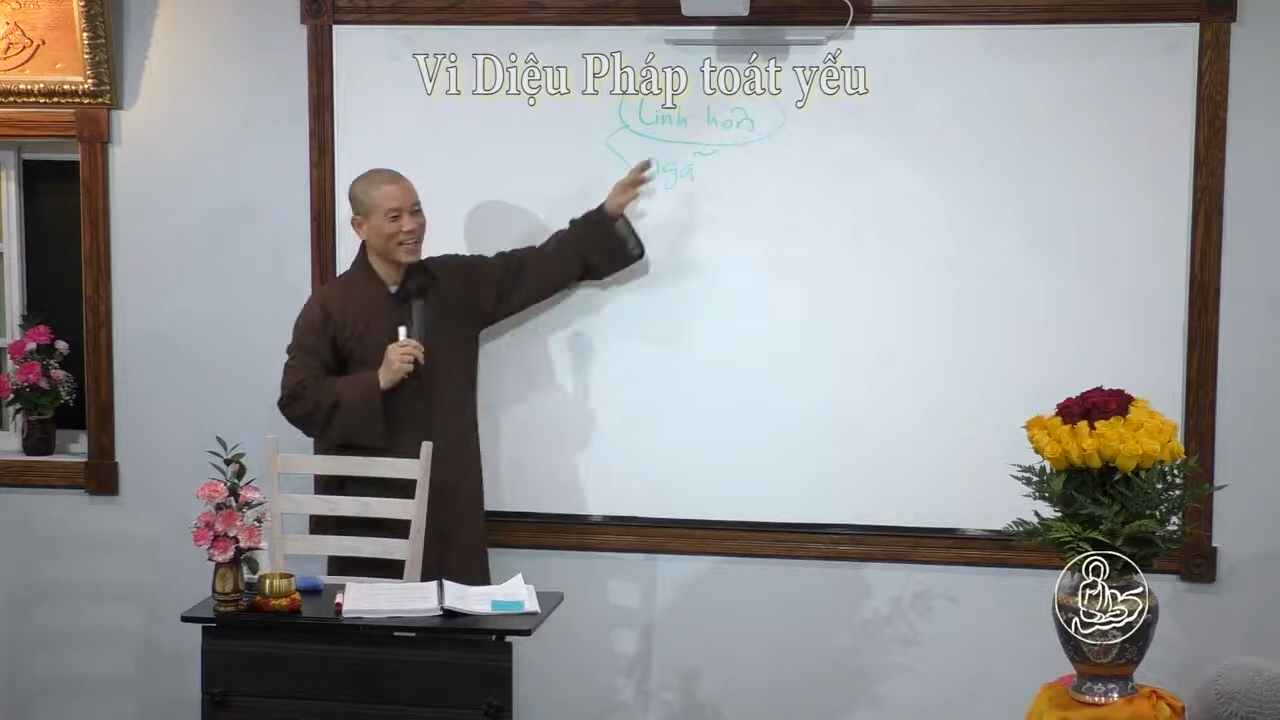 Vi Diệu Pháp toát yếu
Linh hồn
ngã